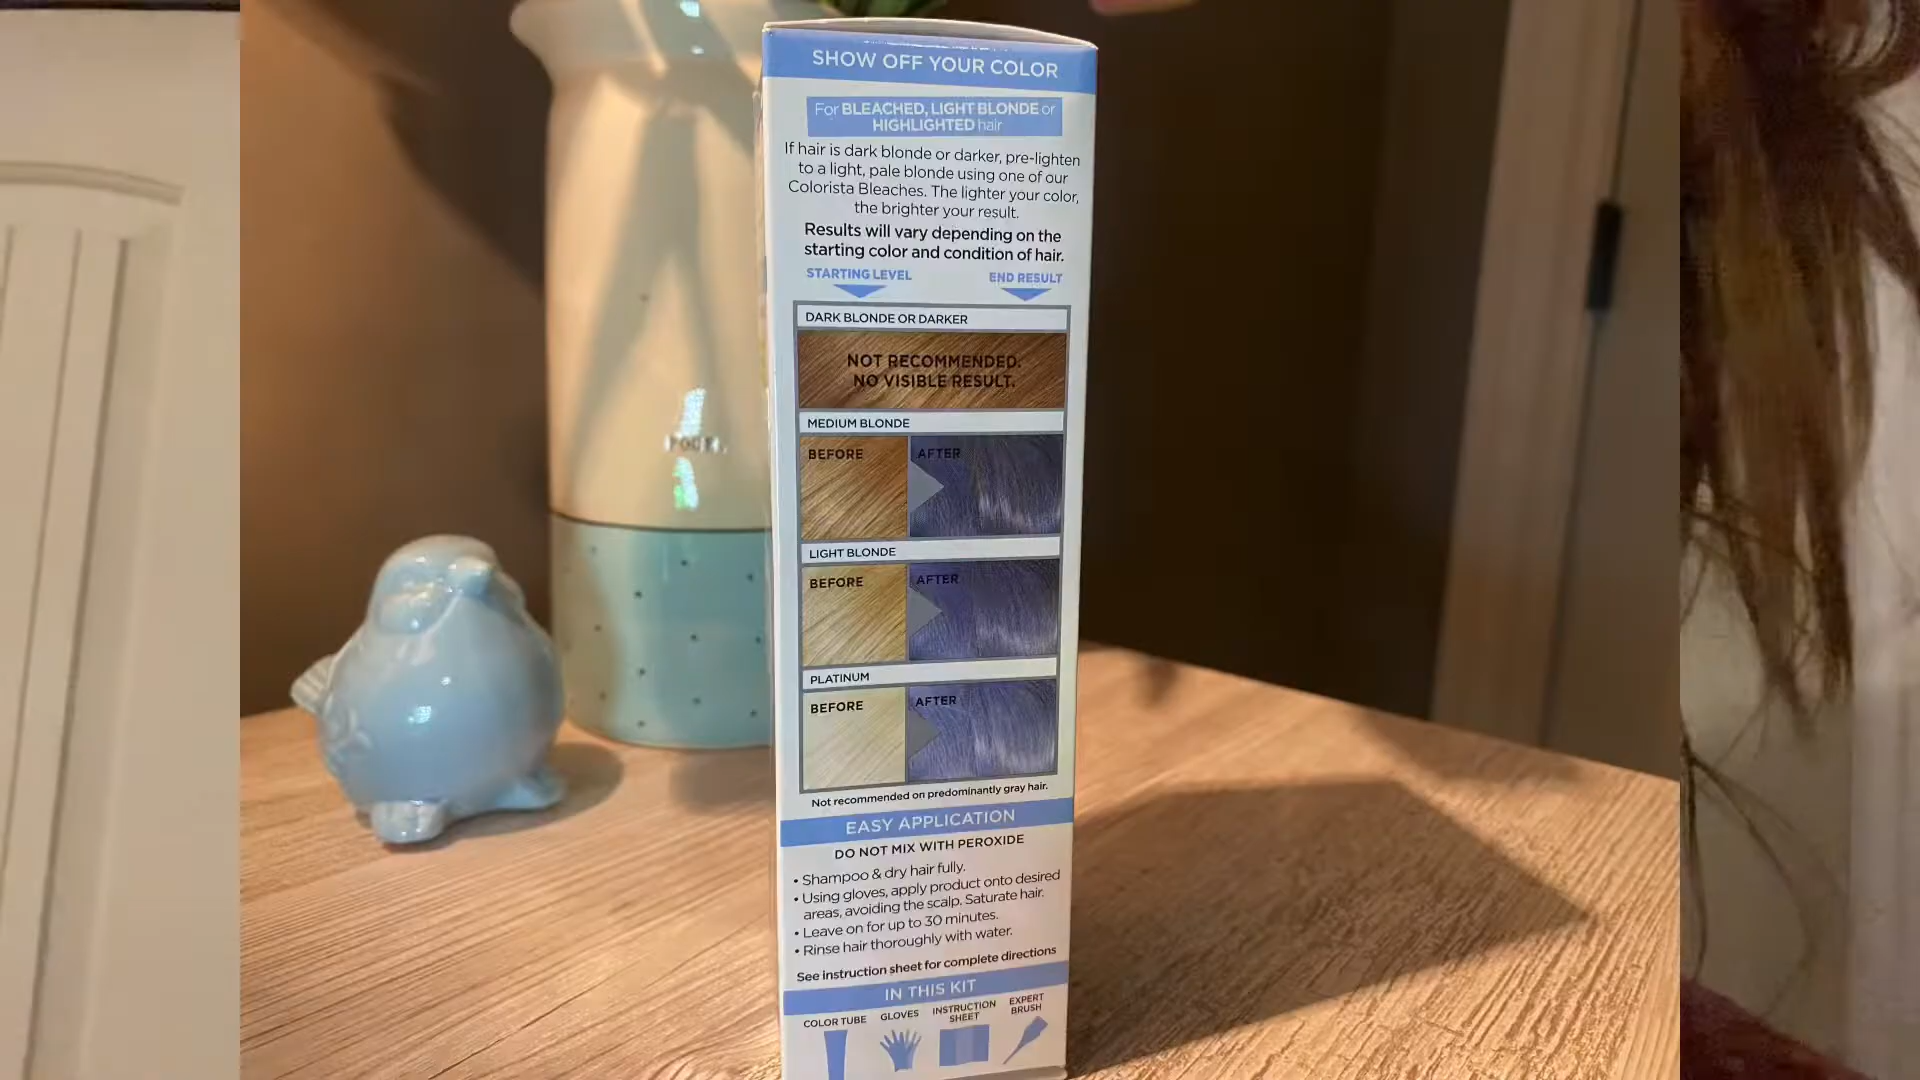 SHOW OFF YOUR COLOR
For BLEACHED, LIGHT BLONDE or
HIGHLIGHTED hair
If hair is dark blonde or darker, pre-lighten
to a light, pale blonde using one of our
Colorista Bleaches. The lighter your color,
the brighter your result.
Results will vary depending on the
starting color and condition of hair.
STARTING LEVEL
END RESULT
DARK BLONDE OR DARKER
NOT RECOMMENDED.
NO VISIBLE RESULT.
MEDIUM BLONDE
BEFORE
AFTER
LIGHT BLONDE
BEFORE
AFTER
PLATINUM
BEFORE
AFTER
Not recommended on predominantly gray hair.
EASY APPLICATION
DO NOT MIX WITH PEROXIDE
• Shampoo & dry hair fully.
• Using gloves, apply product onto desired
areas, avoiding the scalp. Saturate hair.
• Leave on for up to 30 minutes.
• Rinse hair thoroughly with water.
See instruction sheet for complete directions
IN THIS KIT
COLOR TUBE
GLOVES
INSTRUCTION
SHEET
EXPERT
BRUSH